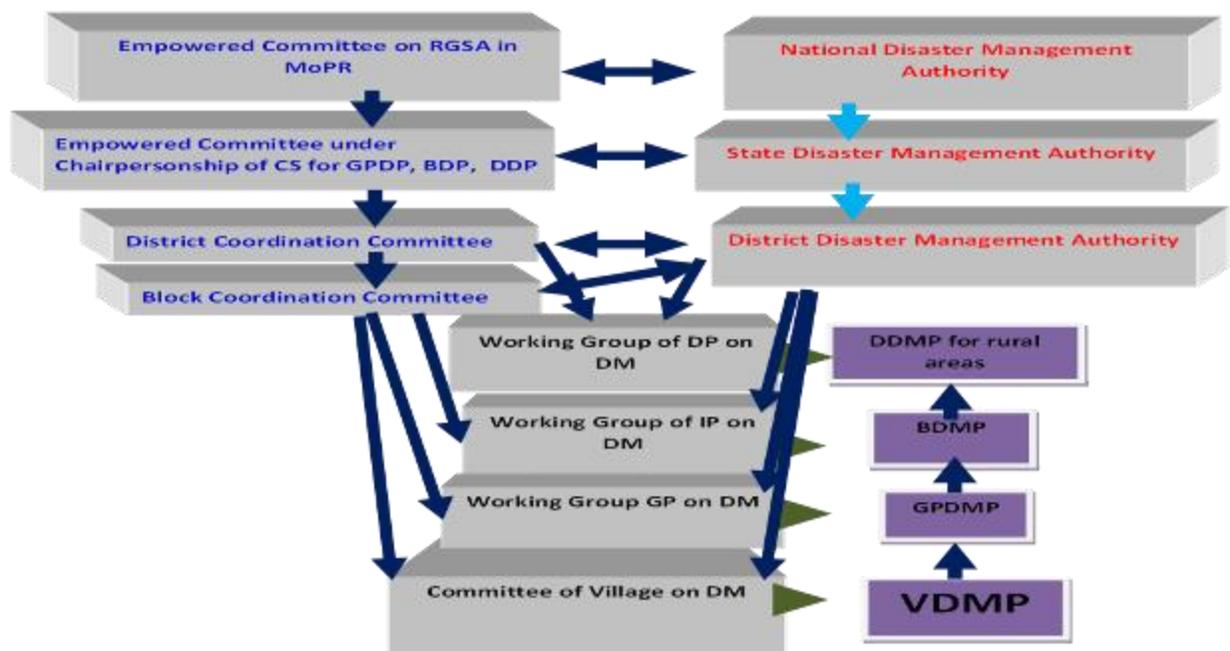 Empowered Committee on RGSA in
MoPR
National Disaster Management
Authority
Empowered Committee under
Chairpersonship of CS for GPDP, BDP, DDP
State Disaster Management Authority
District Coordination Committee
District Disaster Management Authority
Block Coordination Committee
Working Group of DP on
DM
DDMP for rural
areas
Working Group of IP on
DM
BDMP
Working Group GP on DM
GPDMP
Committee of Village on DM
VDMP